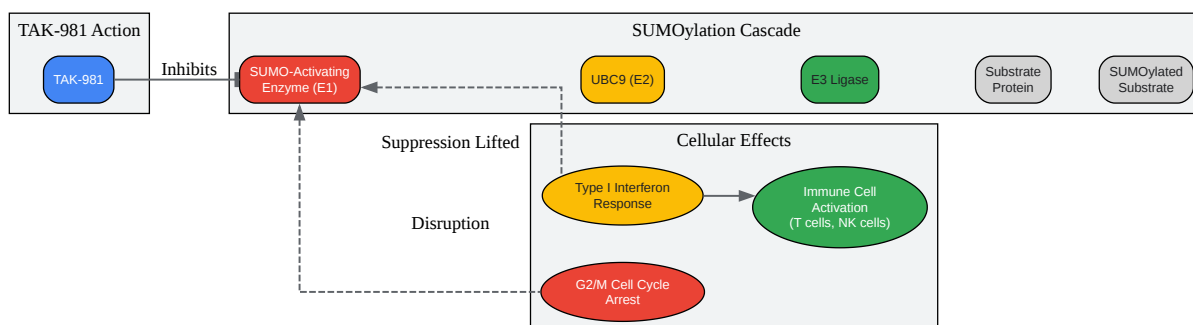 TAK-981 Action
SUMOylation Cascade
TAK-981
Inhibits
SUMO-Activating
Enzyme (E1)
UBC9 (E2)
E3 Ligase
Substrate
Protein
SUMOylated
Substrate
Suppression Lifted
Cellular Effects
Type I Interferon
Response
Immune Cell
Activation
(T cells, NK cells)
Disruption
G2/M Cell Cycle
Arrest